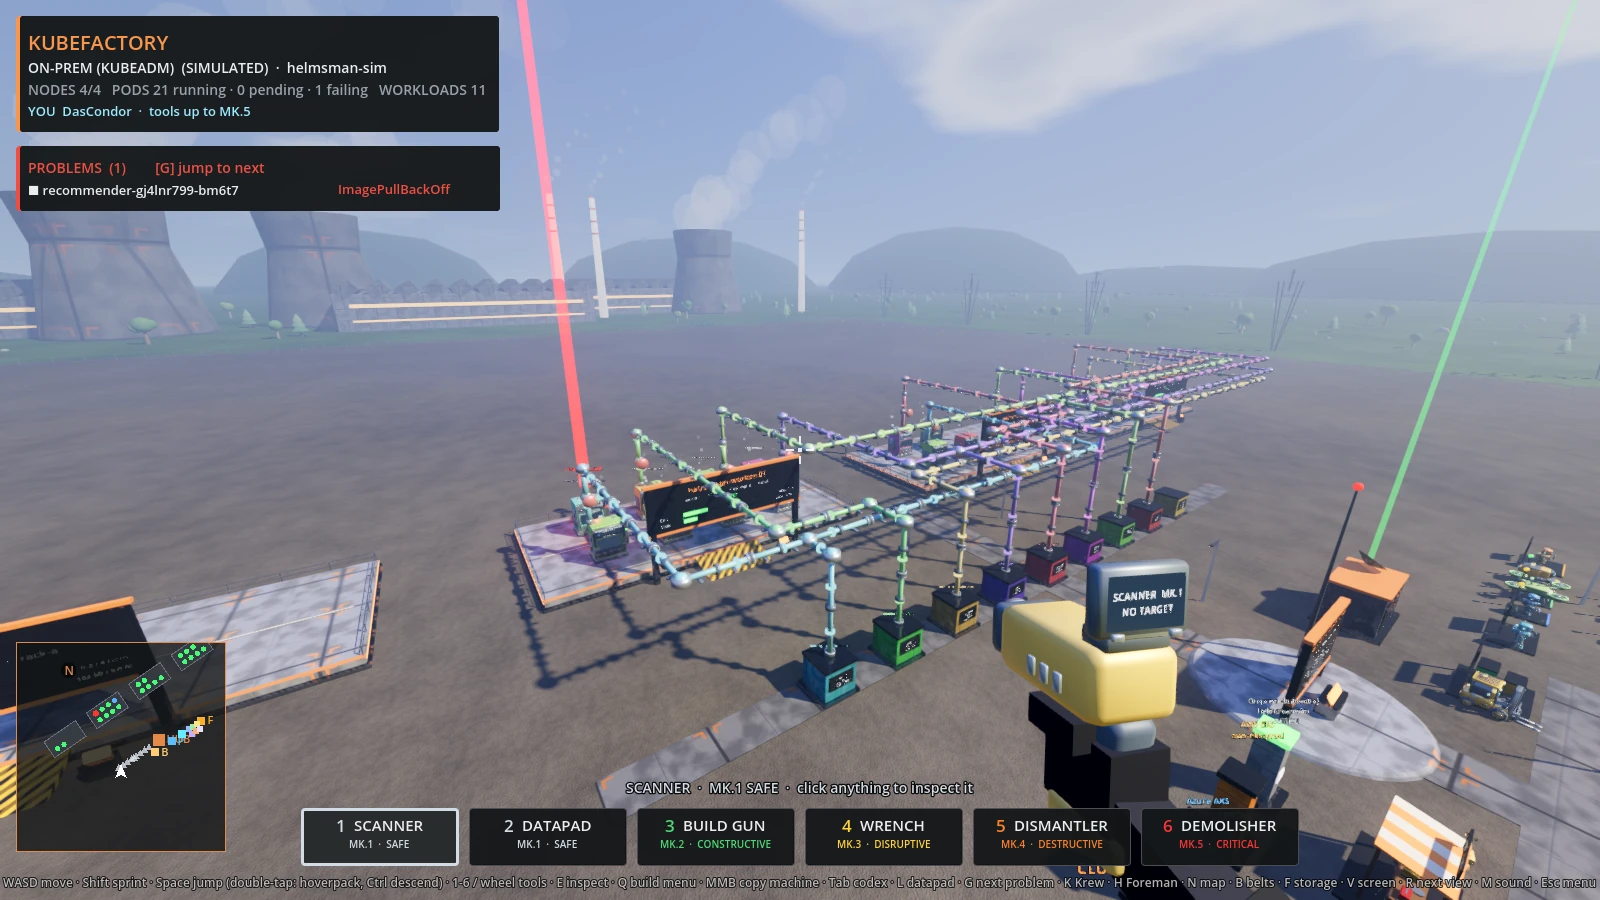 KUBEFACTORY
ON-PREM (KUBEADM) (SIMULATED) · helmsman-sim
NODES 4/4 PODS 21 running · 0 pending · 1 failing WORKLOADS 11
YOU DasCondor · tools up to MK.5
PROBLEMS (1) [G] jump to next
recommender-gj4lnr799-bm6t7 ImagePullBackOff
SCANNER MK.1
NO TARGET
N
F
B
Azure AKS
SCANNER · MK.1 SAFE · click anything to inspect it
1 SCANNER
MK.1 · SAFE
2 DATAPAD
MK.1 · SAFE
3 BUILD GUN
MK.2 · CONSTRUCTIVE
4 WRENCH
MK.3 · DISRUPTIVE
5 DISMANTLER
MK.4 · DESTRUCTIVE
6 DEMOLISHER
MK.5 · CRITICAL
WASD move · Shift sprint · Space jump (double-tap: hoverpack, Ctrl descend) · 1-6 / wheel tools · E inspect · Q build menu · MMB copy machine · Tab codex · L datapad · G next problem · K Krew · H Foreman · N map · B belts · F storage · V screen · R next view · M sound · Esc menu